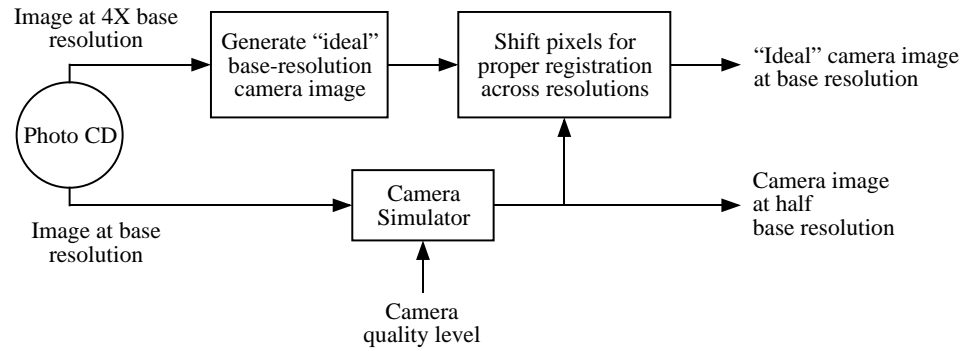 Image at 4X base
resolution
Generate “ideal”
base-resolution
camera image
Shift pixels for
proper registration
across resolutions
“Ideal” camera image
at base resolution
Photo CD
Image at base
resolution
Camera
Simulator
Camera image
at half
base resolution
Camera
quality level